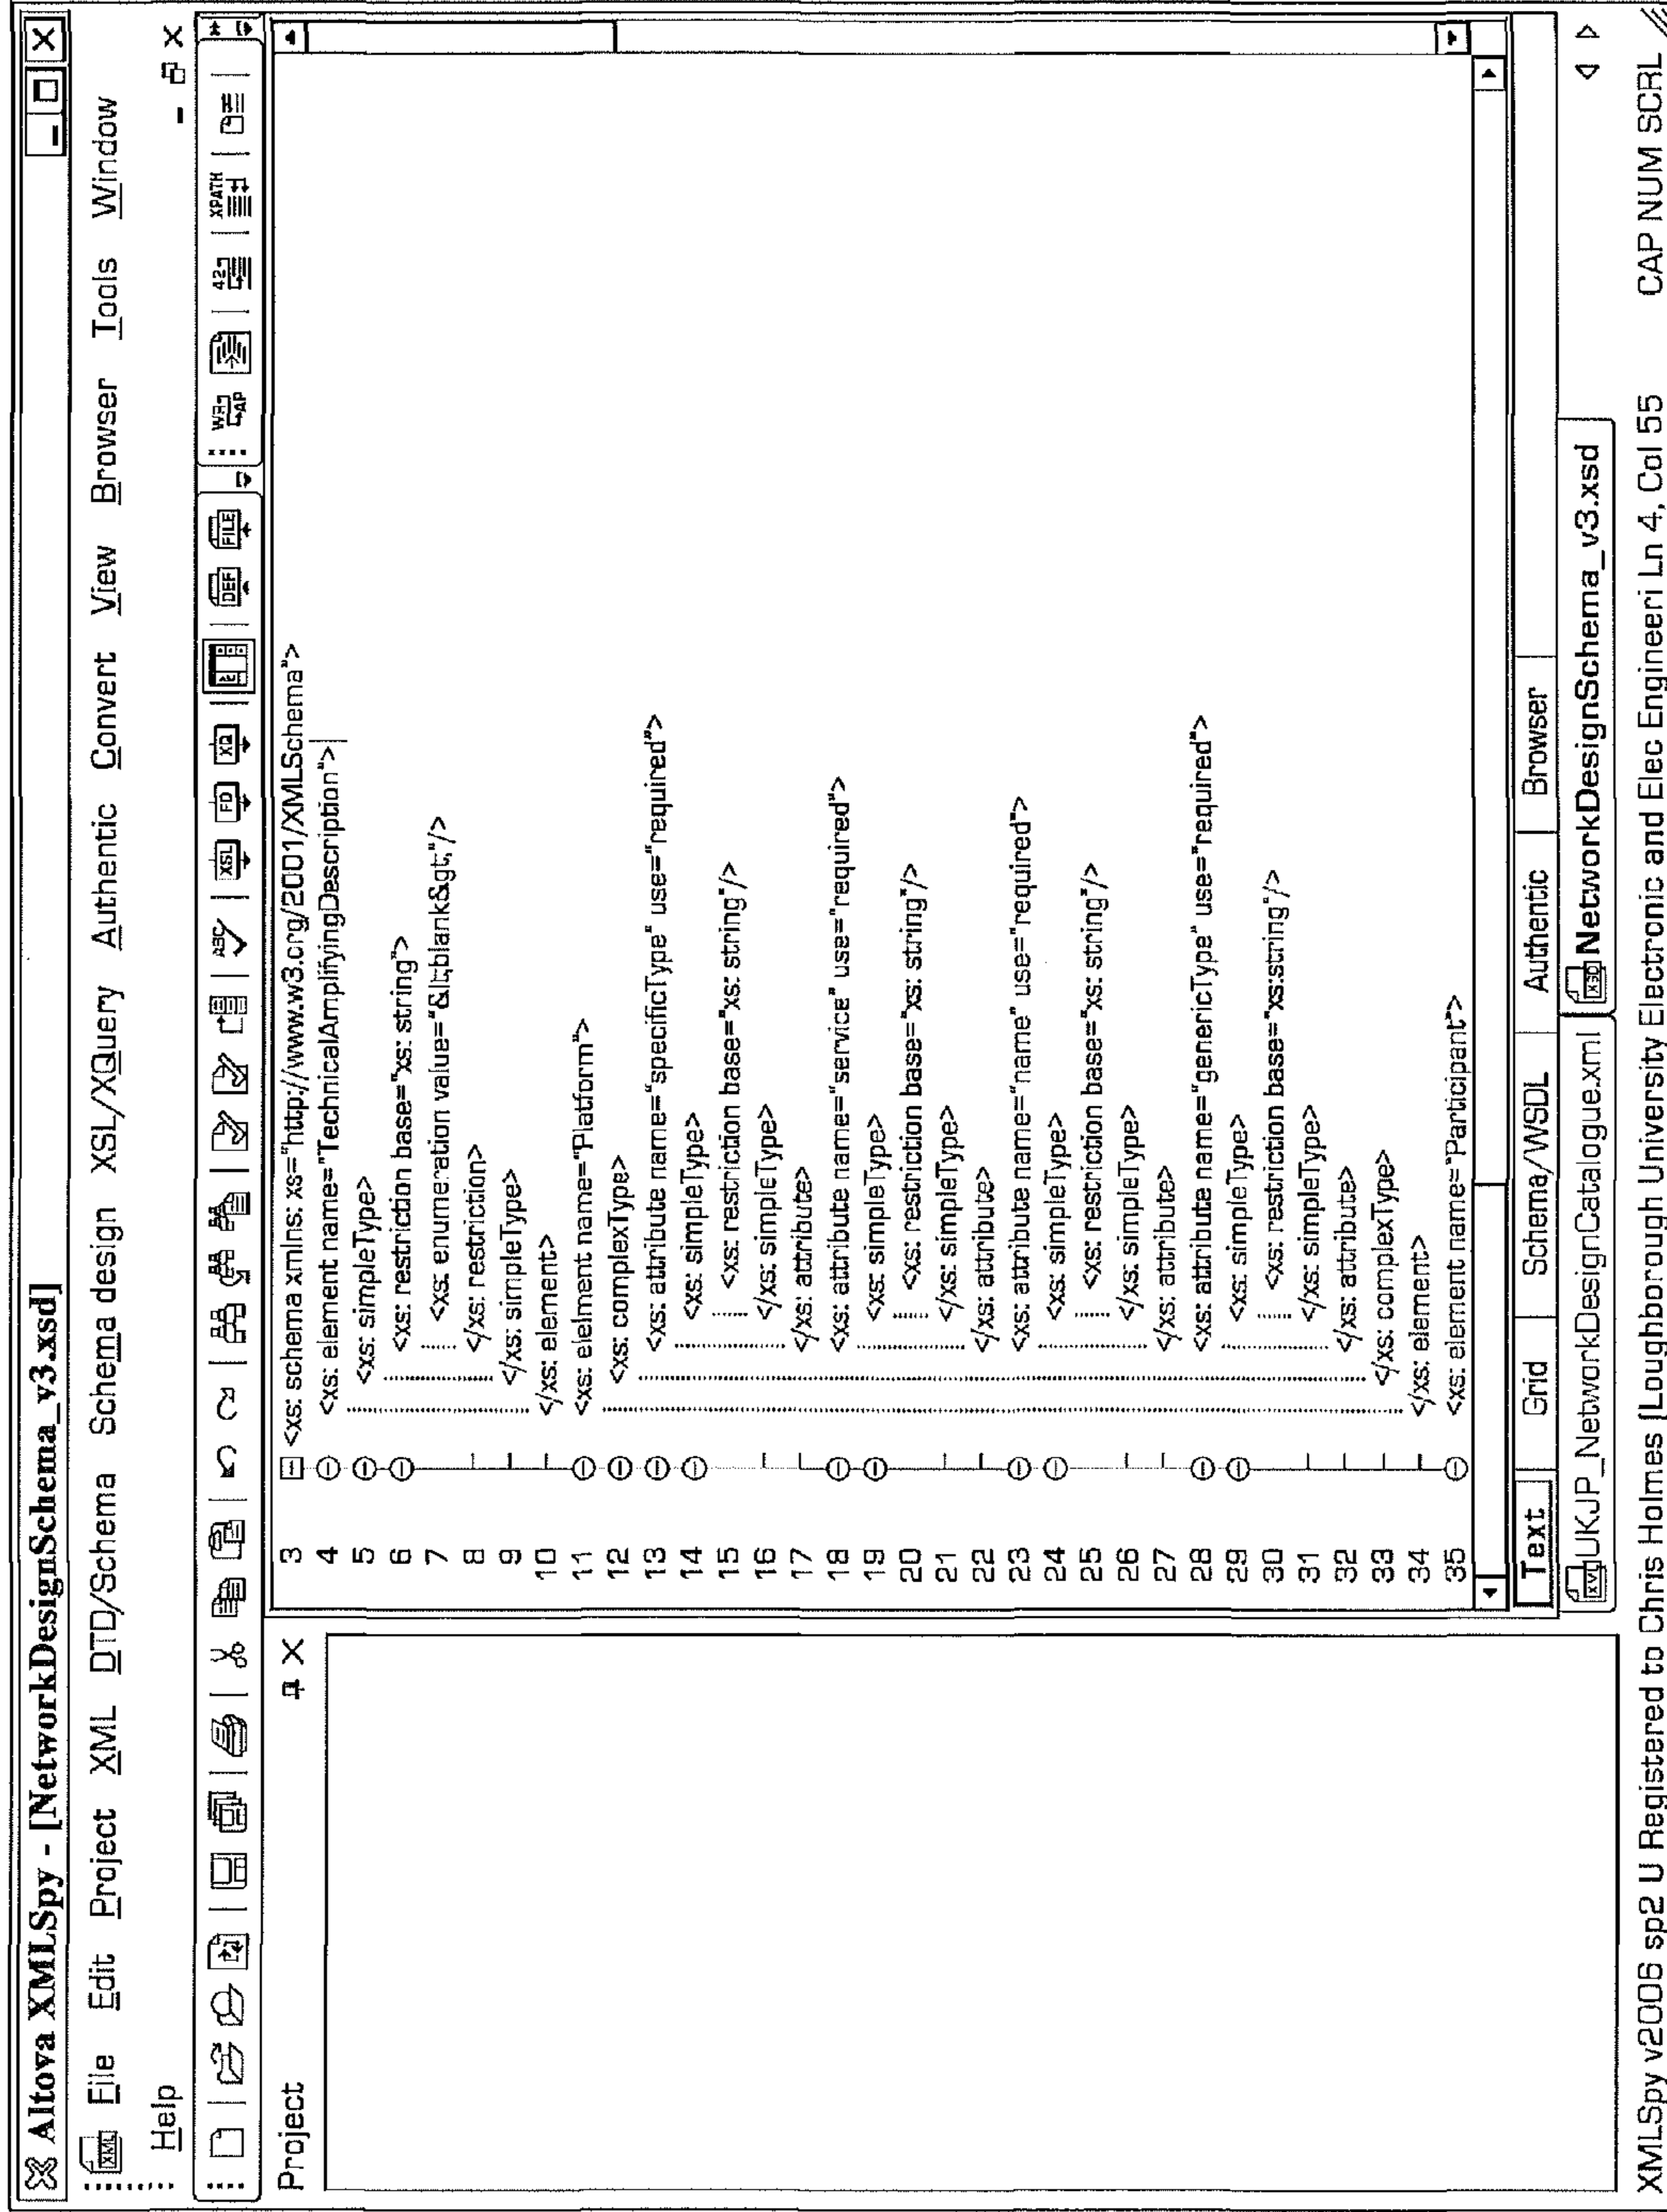 Altova XMLSpy - [NetworkDesignSchema_v3.xsd]
XML File Edit Project XML DTD/Schema Schema design XSL/XQuery Authentic Convert View Browser Tools Window
Help
ABC XSL FO XQ DEF FILE XPATH
Project
3 <xs: schema xmlns: xs="http://www.w3.org/2001/XMLSchema">
4 <xs: element name="TechnicalAmplifyingDescription">
5 <xs: simpleType>
6 <xs: restriction base="xs: string">
7 <xs: enumeration value="&lt;blank&gt;"/>
8 </xs: restriction>
9 </xs: simpleType>
10 </xs: element>
11 <xs: elelment name="Platform">
12 <xs: complexType>
13 <xs: attribute name="specificType" use="required">
14 <xs: simpleType>
15 <xs: restriction base="xs: string"/>
16 </xs: simpleType>
17 </xs: attribute>
18 <xs: attribute name="service" use="required">
19 <xs: simpleType>
20 <xs: restriction base="xs: string"/>
21 </xs: simpleType>
22 </xs: attribute>
23 <xs: attribute name="name" use="required>
24 <xs: simpleType>
25 <xs: restriction base="xs: string"/>
26 </xs: simpleType>
27 </xs: attribute>
28 <xs: attribute name="genericType" use="required">
29 <xs: simpleType>
30 <xs: restriction base="xs:string"/>
31 </xs: simpleType>
32 </xs: attribute>
33 </xs: complexType>
34 </xs: element>
35 <xs: element name="Participant">
Text Grid Schema/WSDL Authentic Browser
UKJP_NetworkDesignCatalogue.xml NetworkDesignSchema_v3.xsd
XMLSpy v2006 sp2 U Registered to Chris Holmes [Loughborough University Electronic and Elec Engineeri Ln 4, Col 55 CAP NUM SCRL